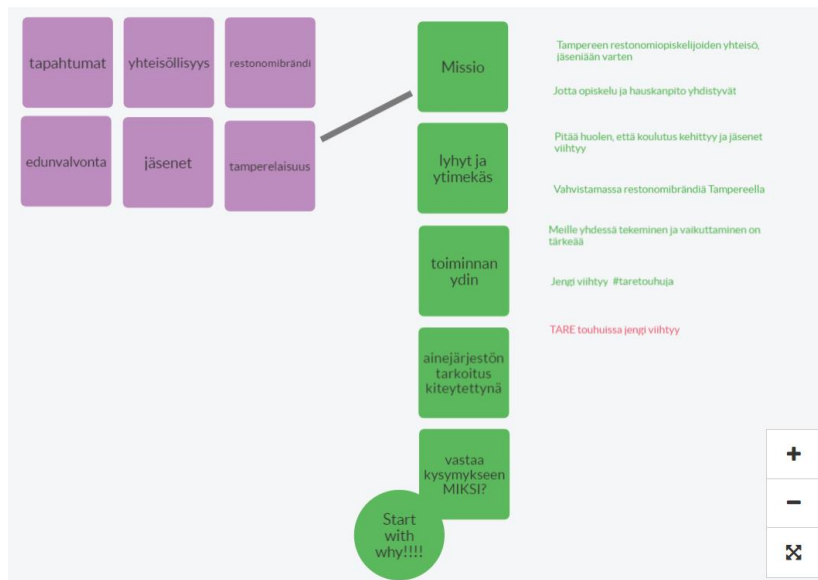 tapahtumat
yhteisöllisyys
restonomibrändi
edunvalvonta
jäsenet
tamperelaisuus
Missio
lyhyt ja
ytimekäs
toiminnan
ydin
ainejärjestön
tarkoitus
kiteytettynä
vastaa
kysymykseen
MIKSI?
Start
with
why!!!!
Tampereen restonomiopiskelijoiden yhteisö,
jäseniään varten
Jotta opiskelu ja hauskanpito yhdistyvät
Pitää huolen, että koulutus kehittyy ja jäsenet
viihtyy
Vahvistamassa restonomibrändiä Tampereella
Meille yhdessä tekeminen ja vaikuttaminen on
tärkeää
Jengi viihtyy #taretouhuja
TARE touhuissa jengi viihtyy